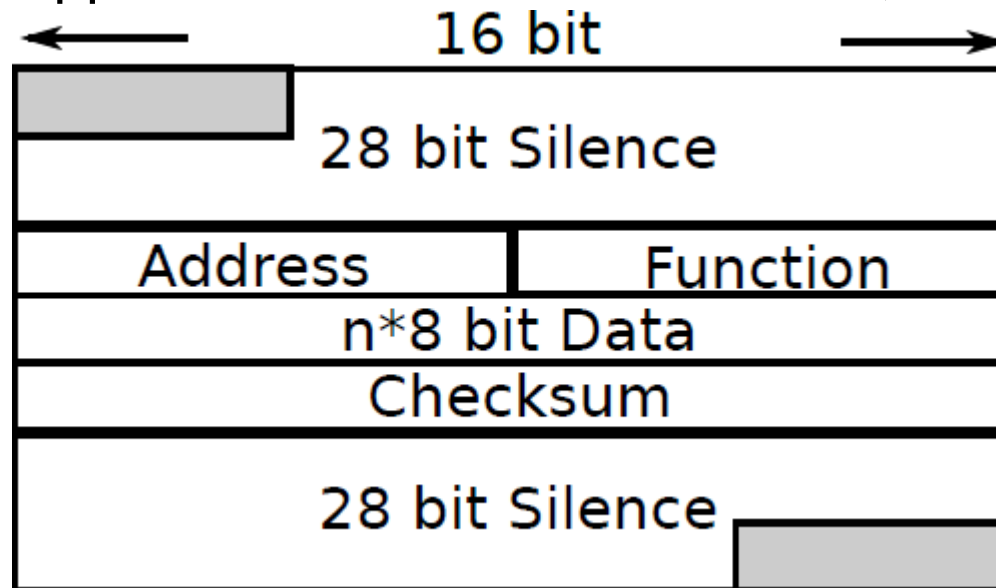 16 bit
28 bit Silence
Address Function
n*8 bit Data
Checksum
28 bit Silence